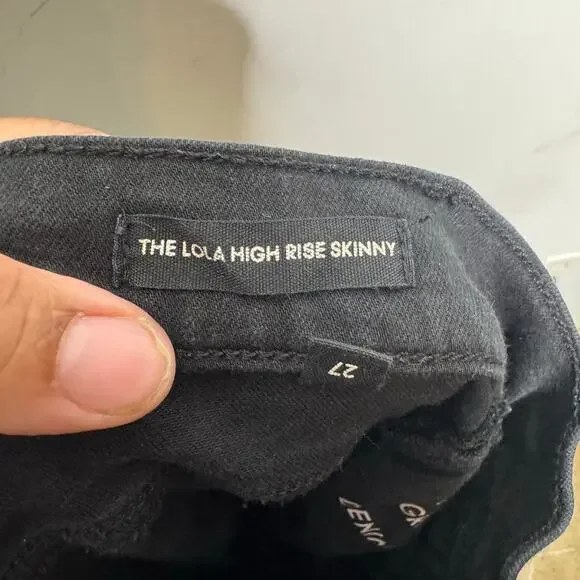 THE LOLA HIGH RISE SKINNY
27